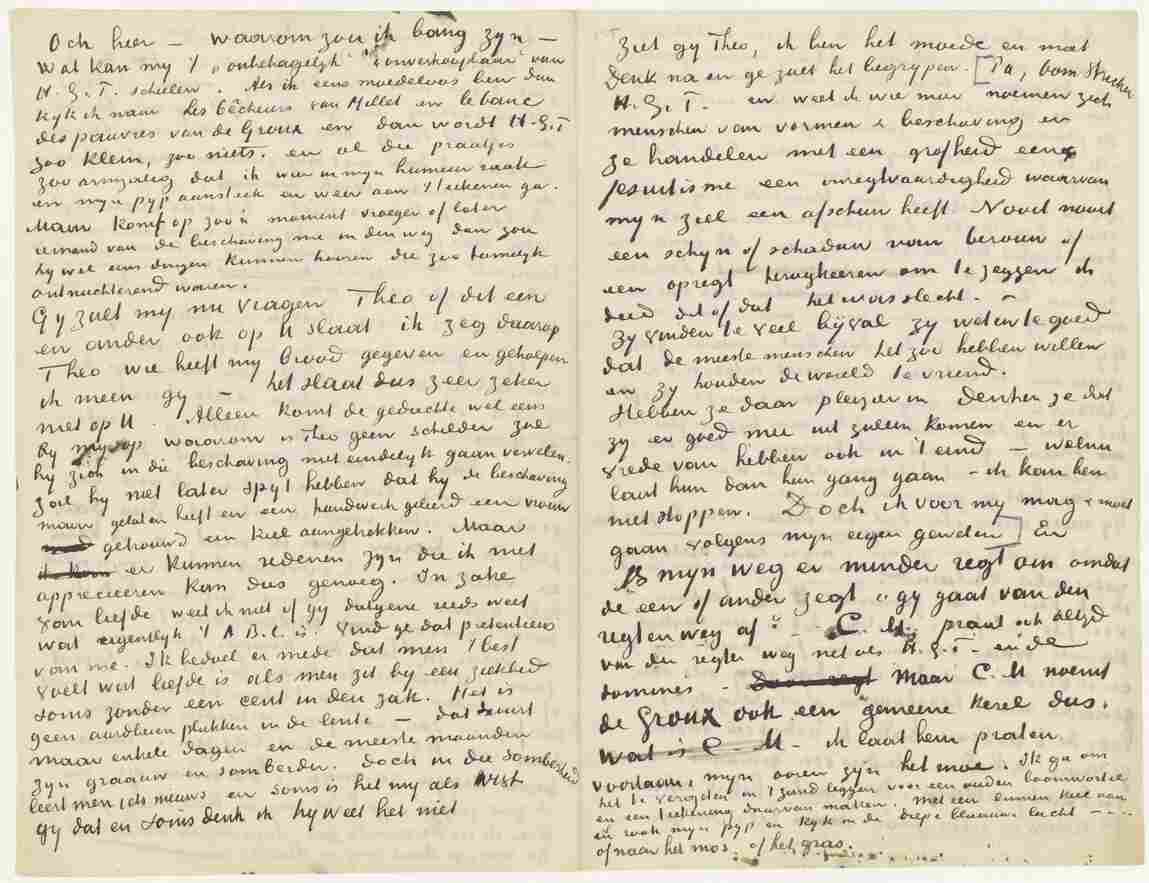 Och heer – waarom zou ik bang zyn –
Wat kan my 't „onbehagelyk” & „onverkoopbaar” van
H.G.T. schelen. Als ik eens moedeloos ben dan
kyk ik naar les bêcheurs van Millet en le banc
des pauvres van de Groux en dan wordt H.G.T
zoo klein, zoo niets. en al die praatjes
zoo armzalig dat ik weer in myn humeur raak
en myn pyp aansteek en weer aan 't teekenen ga.
Maar komt op zoo'n moment vroeger of later
iemand van de beschaving me in den weg dan zou
hy wel eens dingen kunnen hooren die zoo tamelyk
ontnuchterend waren.
Gy zult my nu vragen Theo of dit een
en ander ook op U slaat ik zeg daarop
Theo wie heeft my brood gegeven en geholpen
ik meen gy – het slaat dus zeer zeker
niet op U. Alleen komt de gedachte wel eens
by my op waarom is Theo geen schilder zal
hy zich in die beschaving niet eindelyk gaan vervelen.
Zal hy niet later spyt hebben dat hy de beschaving
maar gelaten heeft en een handwerk geleerd een vrouw
getrouwd een kiel aangetrokken. Maar
er kunnen redenen zyn die ik niet
apprecieeren kan dus genoeg. In zake
van liefde weet ik niet of gy datgene reeds weet
wat eigentlyk 't A.B.C. is. Vind ge dat pretentieus
van me. Ik bedoel er mede dat men 't best
voelt wat liefde is als men zit by een ziekbed
soms zonder een cent in den zak. Het is
geen aardbeien plukken in de lente – dat duurt
maar enkele dagen en de meeste maanden
zyn graauw en somberder. Doch in die somberheid
leert men iets nieuws en soms is het my als wist
gy dat en soms denk ik hy weet het niet
Ziet gy Theo, ik ben het moede en mat
denk na en ge zult het begrypen. [Pa, oom Stricker
H.G.T. en weet ik wie maar noemen zich
menschen van vormen & beschaving en
ze handelen met een grofheid een
jesuitisme een onregtvaardigheid waarvan
myn ziel een afschuw heeft. Nooit nooit
een schyn of schaduw van berouw of
een opregt terugkeeren om te zeggen ik
deed dit of dat het was slecht. –
Zy vinden te veel byval zy weten te goed
dat de meeste menschen het zoo hebben willen
en zy houden de wereld te vriend.
Hebben ze daar pleizier in denken ze dat
zy er goed mee uit zullen komen en er
vrede van hebben ook in 't eind – welnu
laat hun dan hun gang gaan – ik kan hen
niet stoppen. Doch ik voor my mag & moet
gaan volgens myn eigen geweten] En
Is myn weg er minder regt om omdat
de een of ander zegt „gy gaat van den
regten weg af” – C.M. praat ook altyd
van den regten weg net als H.G.T. en de
dominés – Maar C.M noemt
de Groux ook een gemeene kerel dus.
Wat is C.M. – ik laat hem praten
voortaan, myn ooren zyn het moe. Ik ga om
het te vergeten in 't zand leggen voor een ouden boomwortel
en een teekening daarvan maken. Met een linnen kiel aan
en rook myn pyp en kyk in de diepe blaauwe lucht – – – –
of naar het mos of het gras.